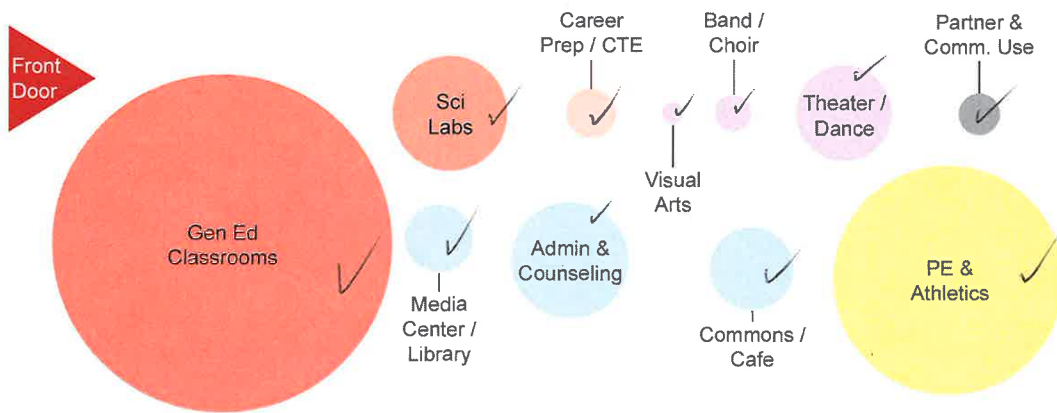 Front
Door
Gen Ed
Classrooms
Sci
Labs
Career
Prep / CTE
Band /
Choir
Visual
Arts
Theater /
Dance
Partner &
Comm. Use
Media
Center /
Library
Admin &
Counseling
Commons /
Cafe
PE &
Athletics